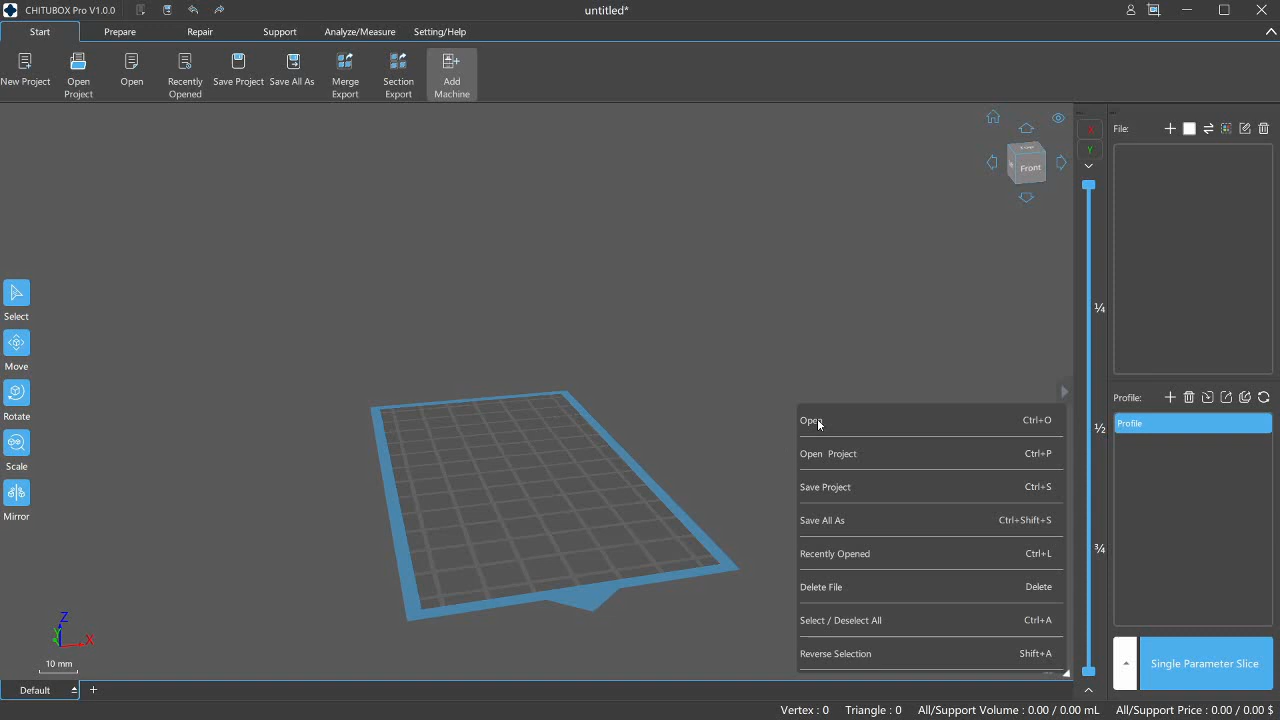 CHITUBOX Pro V1.0.0
untitled*
Start
Prepare
Repair
Support
Analyze/Measure
Setting/Help
New Project
Open
Project
Open
Recently
Opened
Save Project
Save All As
Merge
Export
Section
Export
Add
Machine
Front
X
Y
File:
¼
½
¾
Select
Move
Rotate
Scale
Mirror
Open Ctrl+O
Open Project Ctrl+P
Save Project Ctrl+S
Save All As Ctrl+Shift+S
Recently Opened Ctrl+L
Delete File Delete
Select / Deselect All Ctrl+A
Reverse Selection Shift+A
Profile:
Profile
Single Parameter Slice
Z
Y
X
10 mm
Default
Vertex : 0
Triangle : 0
All/Support Volume : 0.00 / 0.00 mL
All/Support Price : 0.00 / 0.00 $